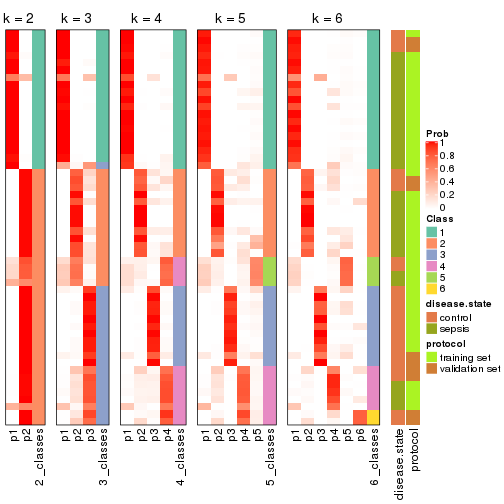 k = 2 k = 3 k = 4 k = 5 k = 6
Prob
1
0.8
0.6
0.4
0.2
0
Class
1
2
3
4
5
6
disease.state
control
sepsis
protocol
training set
validation set
p1
p2
2_classes
p1
p2
p3
3_classes
p1
p2
p3
p4
4_classes
p1
p2
p3
p4
p5
5_classes
p1
p2
p3
p4
p5
p6
6_classes
disease.state
protocol